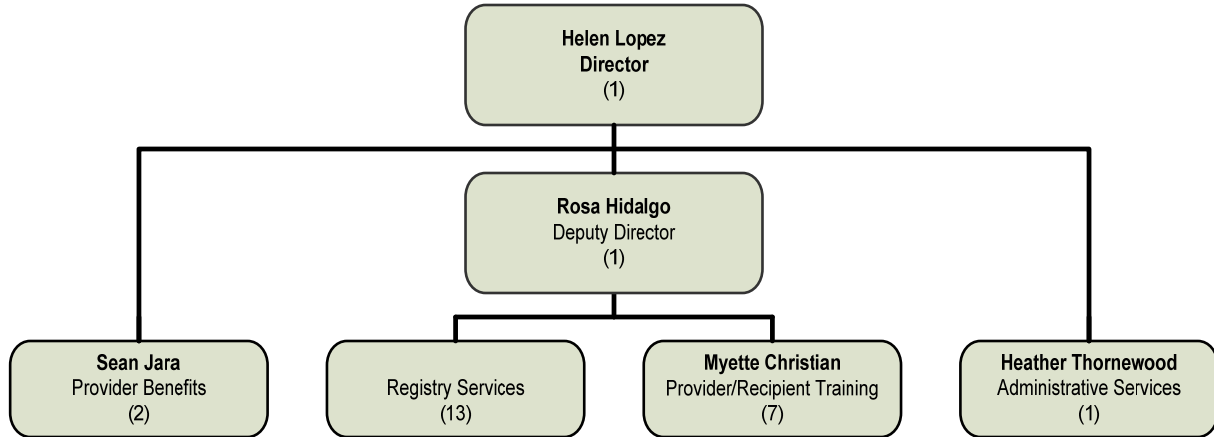 Helen Lopez
Director
(1)
Rosa Hidalgo
Deputy Director
(1)
Sean Jara
Provider Benefits
(2)
Registry Services
(13)
Myette Christian
Provider/Recipient Training
(7)
Heather Thornewood
Administrative Services
(1)